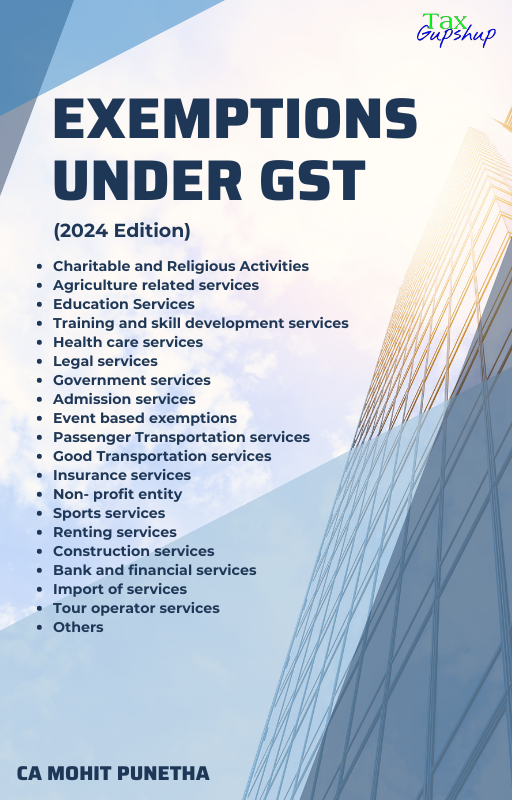 Tax
Gupshup
EXEMPTIONS
UNDER GST
(2024 Edition)
• Charitable and Religious Activities
• Agriculture related services
• Education Services
• Training and skill development services
• Health care services
• Legal services
• Government services
• Admission services
• Event based exemptions
• Passenger Transportation services
• Good Transportation services
• Insurance services
• Non- profit entity
• Sports services
• Renting services
• Construction services
• Bank and financial services
• Import of services
• Tour operator services
• Others
CA MOHIT PUNETHA